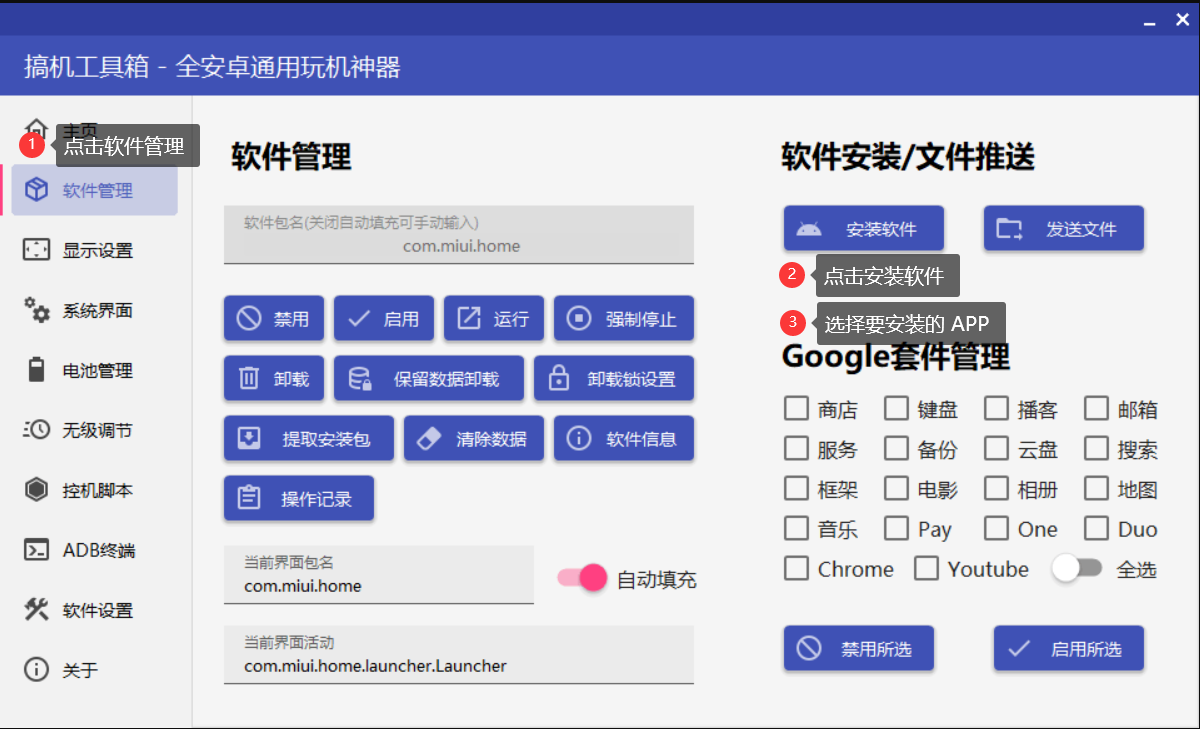 搞机工具箱 - 全安卓通用玩机神器
主页
1 点击软件管理
软件管理
显示设置
系统界面
电池管理
无级调节
控机脚本
ADB终端
软件设置
关于
软件管理
软件包名(关闭自动填充可手动输入)
com.miui.home
禁用 启用 运行 强制停止
卸载 保留数据卸载 卸载锁设置
提取安装包 清除数据 软件信息
操作记录
当前界面包名
com.miui.home
自动填充
当前界面活动
com.miui.home.launcher.Launcher
软件安装/文件推送
安装软件 发送文件
2 点击安装软件
3 选择要安装的 APP
Google套件管理
商店 键盘 播客 邮箱
服务 备份 云盘 搜索
框架 电影 相册 地图
音乐 Pay One Duo
Chrome Youtube 全选
禁用所选 启用所选